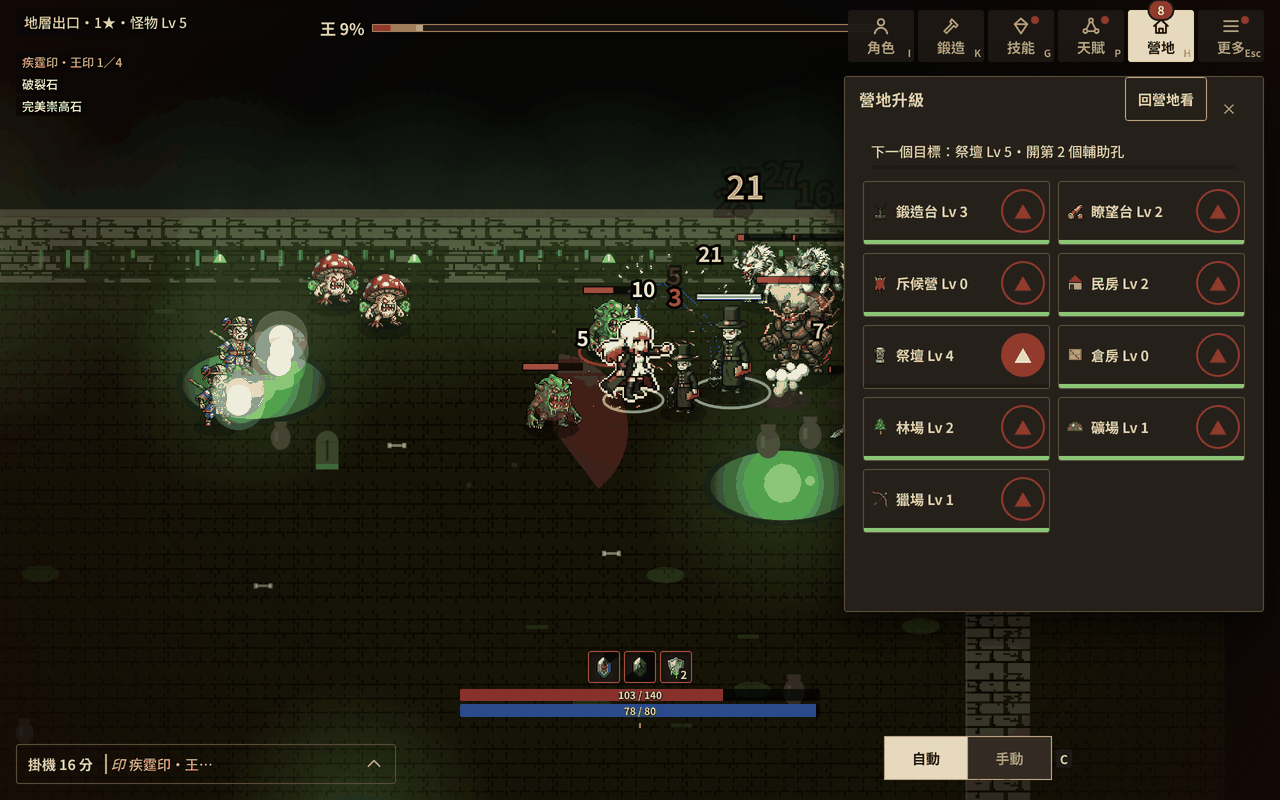 地層出口・1★・怪物 Lv 5
王 9%
疾霆印・王印 1／4
破裂石
完美崇高石
角色 I
鍛造 K
技能 G
天賦 P
8
營地 H
更多 Esc
營地升級
回營地看
×
下一個目標：祭壇 Lv 5・開第 2 個輔助孔
鍛造台 Lv 3
瞭望台 Lv 2
斥候營 Lv 0
民房 Lv 2
祭壇 Lv 4
倉房 Lv 0
林場 Lv 2
礦場 Lv 1
獵場 Lv 1
27
21
16
21
5
10
3
5
7
2
103 / 140
78 / 80
掛機 16 分
印 疾霆印・王…
自動
手動
C